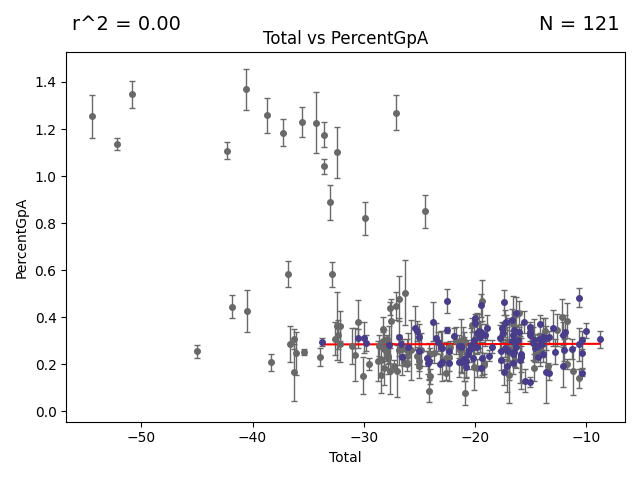 r^2 = 0.00
N = 121
Total vs PercentGpA
1.4
1.2
1.0
0.8
0.6
0.4
0.2
0.0
PercentGpA
−50
−40
−30
−20
−10
Total